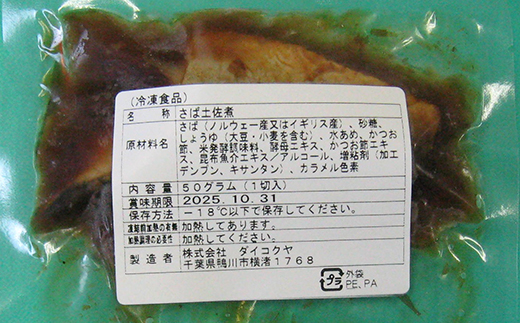 (冷凍食品)
名 称 さば土佐煮
原材料名 さば(ノルウェー産又はイギリス産)、砂糖、
しょうゆ(大豆・小麦を含む)、水あめ、かつお
節、米発酵調味料、酵母エキス、かつお節エキ
ス、昆布魚介エキス/アルコール、増粘剤(加工
デンプン、キサンタン)、カラメル色素
内 容 量 50グラム(1切入)
賞味期限 2025.10.31
保存方法 －18℃以下で保存してください。
凍結前加熱の有無 加熱してあります。
加熱調理の必要性 加熱してください。
製 造 者 株式会社 ダイコクヤ
千葉県鴨川市横渚1768
プラ 外袋
PE、PA